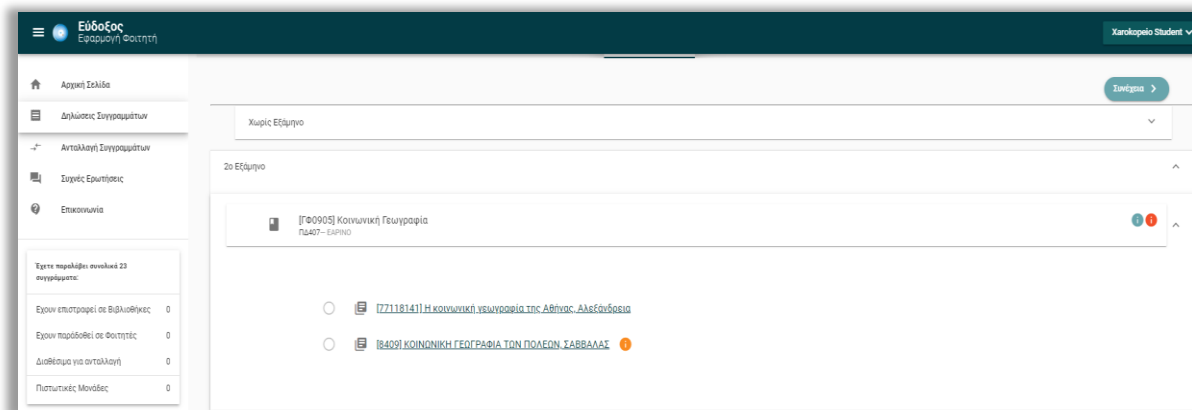 Εύδοξος
Εφαρμογή Φοιτητή
Xarokopeio Student
Αρχική Σελίδα
Δηλώσεις Συγγραμμάτων
Ανταλλαγή Συγγραμμάτων
Συχνές Ερωτήσεις
Επικοινωνία
Έχετε παραλάβει συνολικά 23
συγγράμματα:
Εχουν επιστραφεί σε Βιβλιοθήκες 0
Εχουν παραδοθεί σε Φοιτητές 0
Διαθέσιμα για ανταλλαγή 0
Πιστωτικές Μονάδες 0
Συνέχεια
Χωρίς Εξάμηνο
2ο Εξάμηνο
[ΓΦ0905] Κοινωνική Γεωγραφία
ΠΔ407-- ΕΑΡΙΝΟ
[77118141] Η κοινωνική γεωγραφία της Αθήνας, Αλεξάνδρεια
[8409] ΚΟΙΝΩΝΙΚΗ ΓΕΩΓΡΑΦΙΑ ΤΩΝ ΠΟΛΕΩΝ, ΣΑΒΒΑΛΑΣ